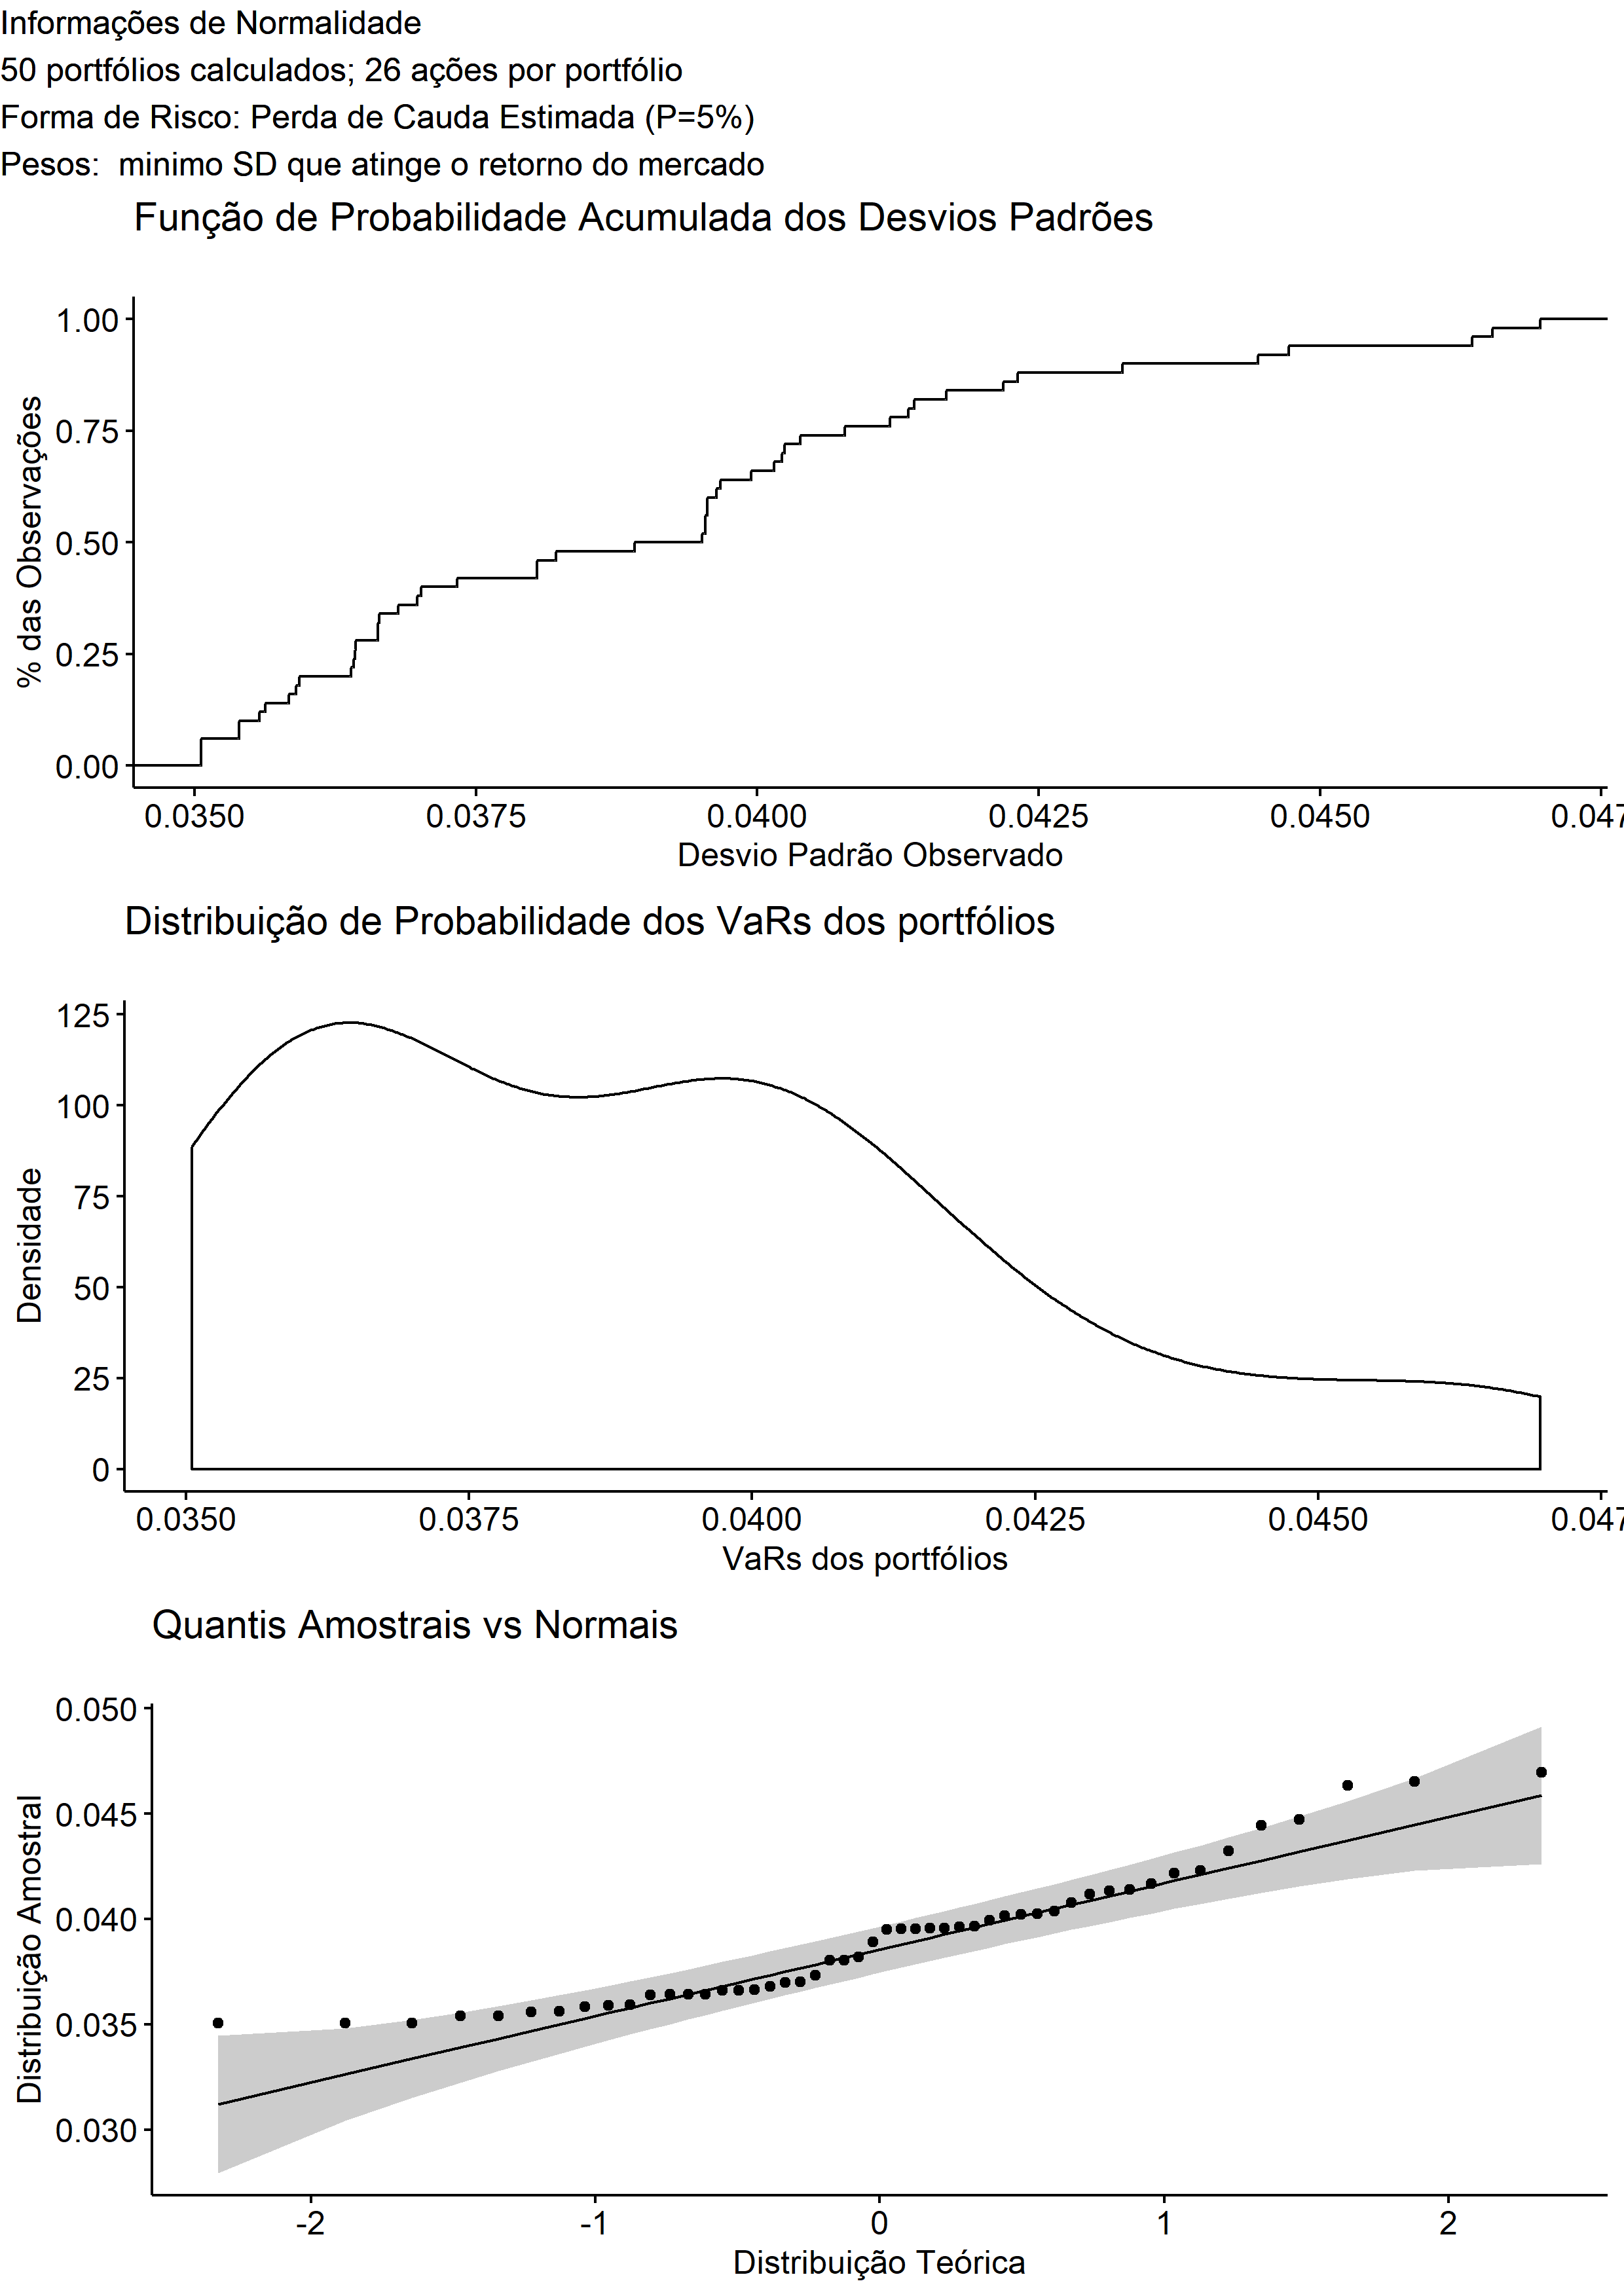 Informações de Normalidade
50 portfólios calculados; 26 ações por portfólio
Forma de Risco: Perda de Cauda Estimada (P=5%)
Pesos:  minimo SD que atinge o retorno do mercado
Função de Probabilidade Acumulada dos Desvios Padrões
% das Observações
1.00
0.75
0.50
0.25
0.00
0.0350 0.0375 0.0400 0.0425 0.0450 0.047
Desvio Padrão Observado
Distribuição de Probabilidade dos VaRs dos portfólios
Densidade
125
100
75
50
25
0
0.0350 0.0375 0.0400 0.0425 0.0450 0.047
VaRs dos portfólios
Quantis Amostrais vs Normais
Distribuição Amostral
0.050
0.045
0.040
0.035
0.030
-2 -1 0 1 2
Distribuição Teórica